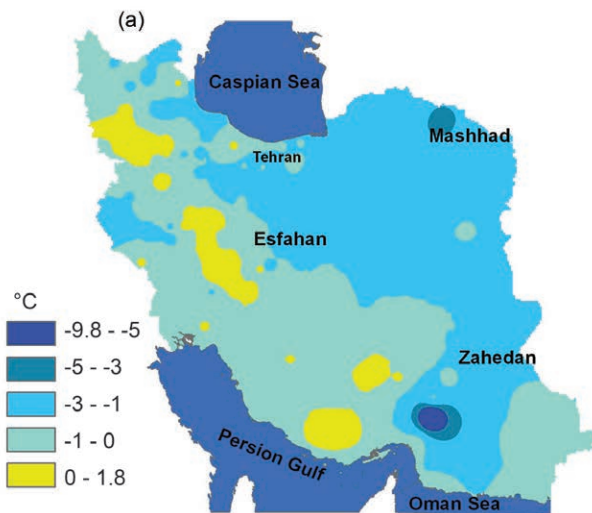 (a)
Caspian Sea
Mashhad
Tehran
Esfahan
°C
-9.8 - -5
-5 - -3
-3 - -1
-1 - 0
0 - 1.8
Zahedan
Persion Gulf
Oman Sea